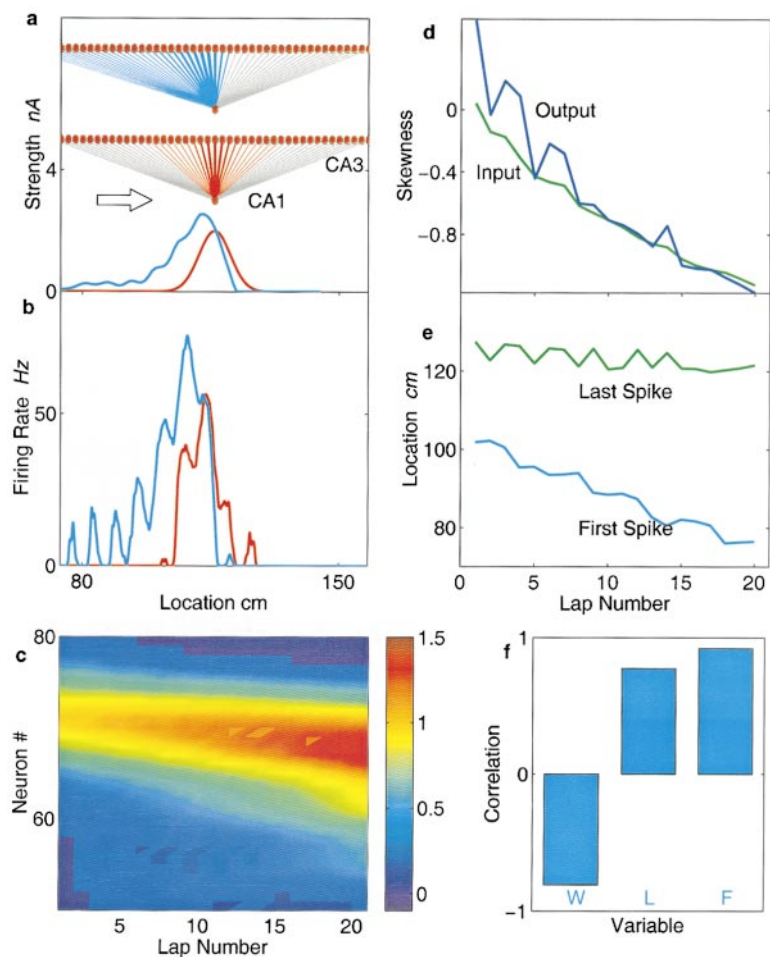 a
8
Strength nA
4
0
CA3
CA1
b
Firing Rate Hz
50
0
80
150
Location cm
c
80
Neuron #
60
5
10
15
20
Lap Number
1.5
1
0.5
0
d
Skewness
0
−0.4
−0.8
Output
Input
e
Location cm
120
100
80
Last Spike
First Spike
0
5
10
15
20
Lap Number
f
Correlation
1
0
−1
W
L
F
Variable